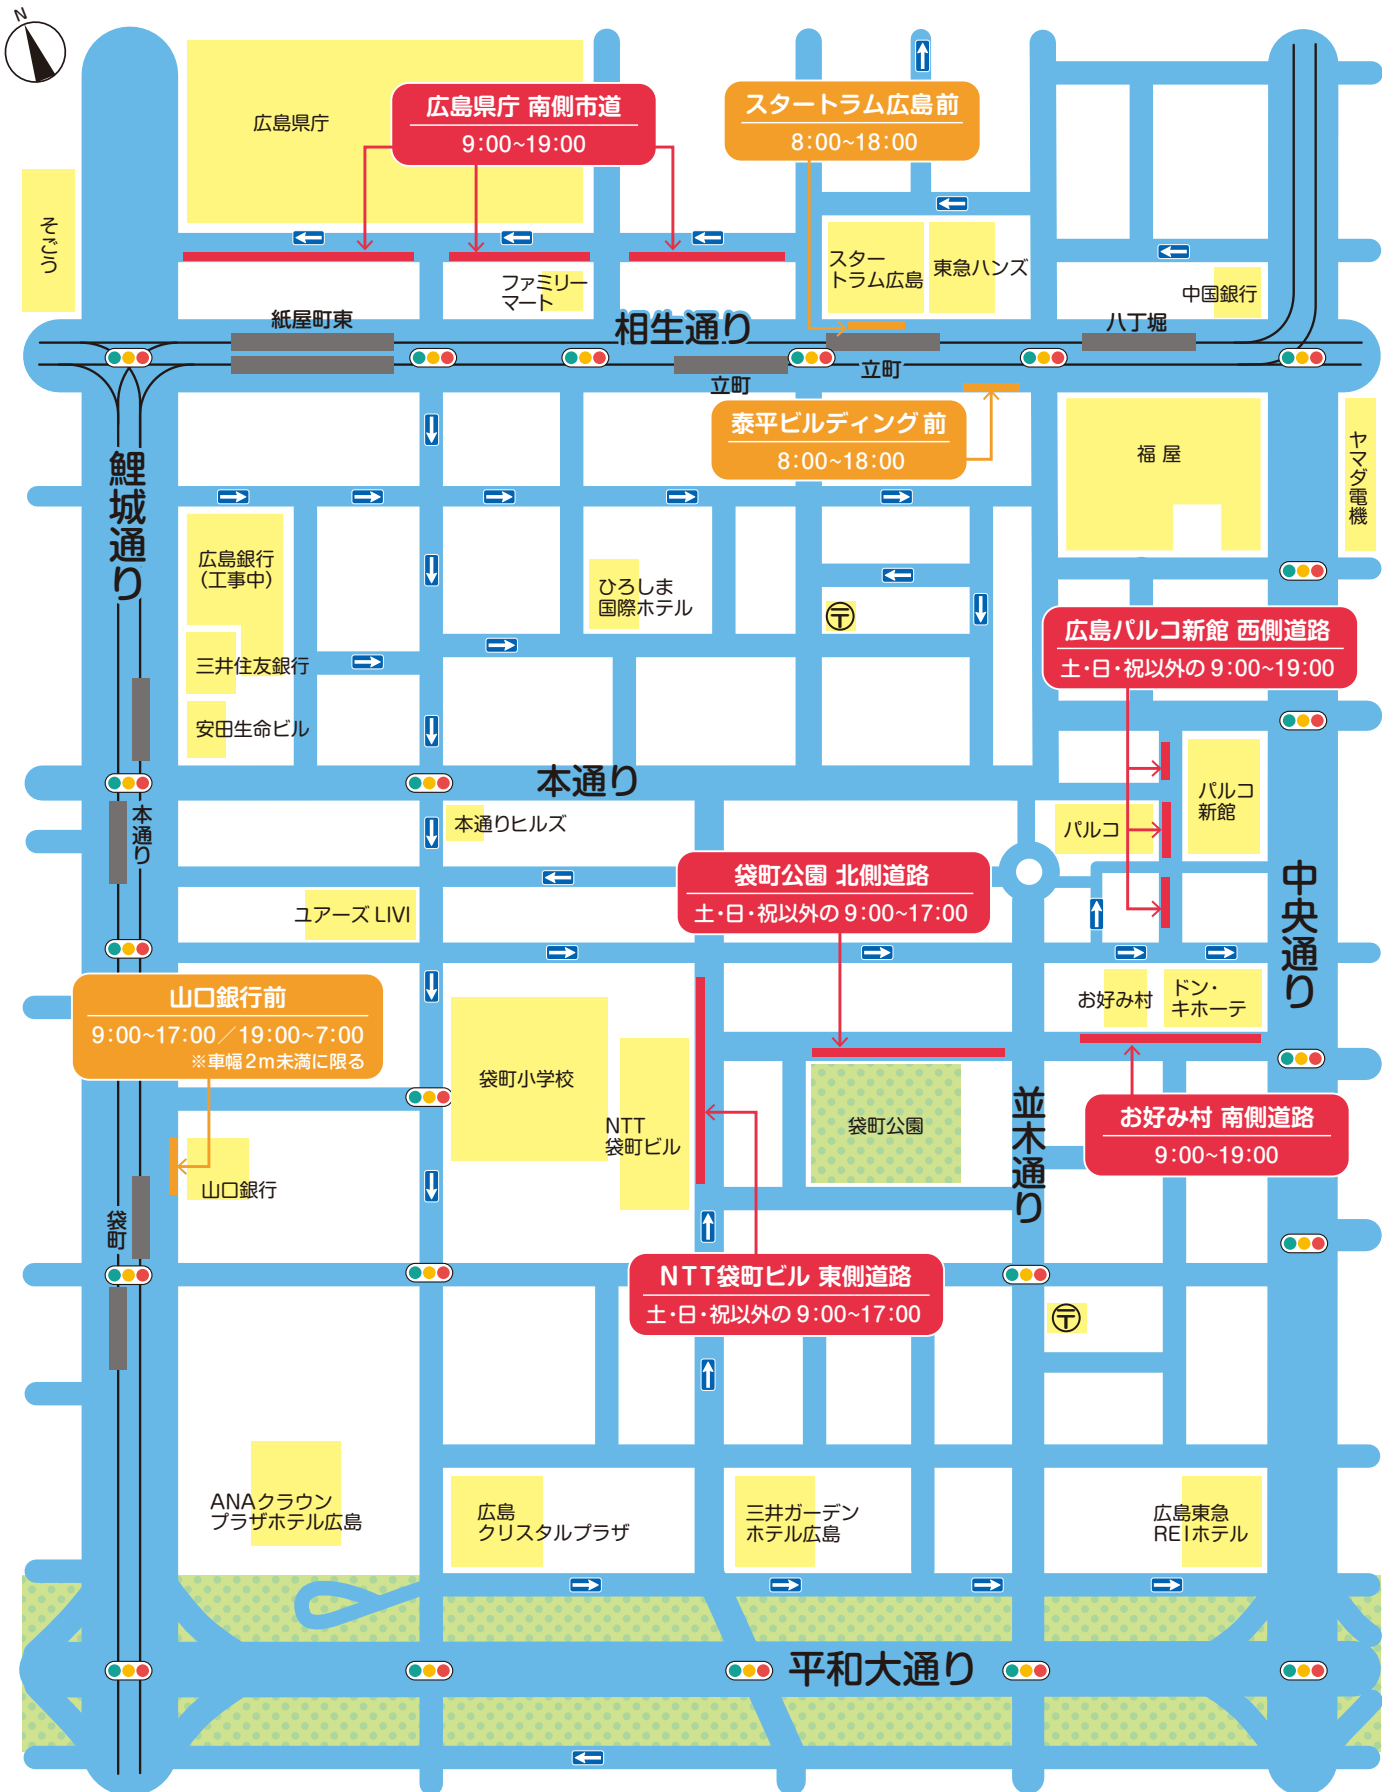 N
広島県庁
広島県庁 南側市道
9:00~19:00
スタートラム広島前
8:00~18:00
そごう
スター
トラム広島
東急ハンズ
ファミリー
マート
中国銀行
紙屋町東
相生通り
八丁堀
立町
立町
泰平ビルディング 前
8:00~18:00
福 屋
ヤマダ電機
鯉城通り
広島銀行
(工事中)
ひろしま
国際ホテル
〒
広島パルコ新館 西側道路
土・日・祝以外の 9:00~19:00
三井住友銀行
安田生命ビル
本通り
本通り
本通りヒルズ
パルコ
パルコ
新館
袋町公園 北側道路
土・日・祝以外の 9:00~17:00
ユアーズ LIVI
中央通り
山口銀行前
9:00~17:00/19:00~7:00
※車幅2m未満に限る
お好み村
ドン・
キホーテ
袋町小学校
NTT
袋町ビル
袋町公園
並木通り
お好み村 南側道路
9:00~19:00
山口銀行
袋町
NTT袋町ビル 東側道路
土・日・祝以外の 9:00~17:00
〒
ANAクラウン
プラザホテル広島
広島
クリスタルプラザ
三井ガーデン
ホテル広島
広島東急
REIホテル
平和大通り